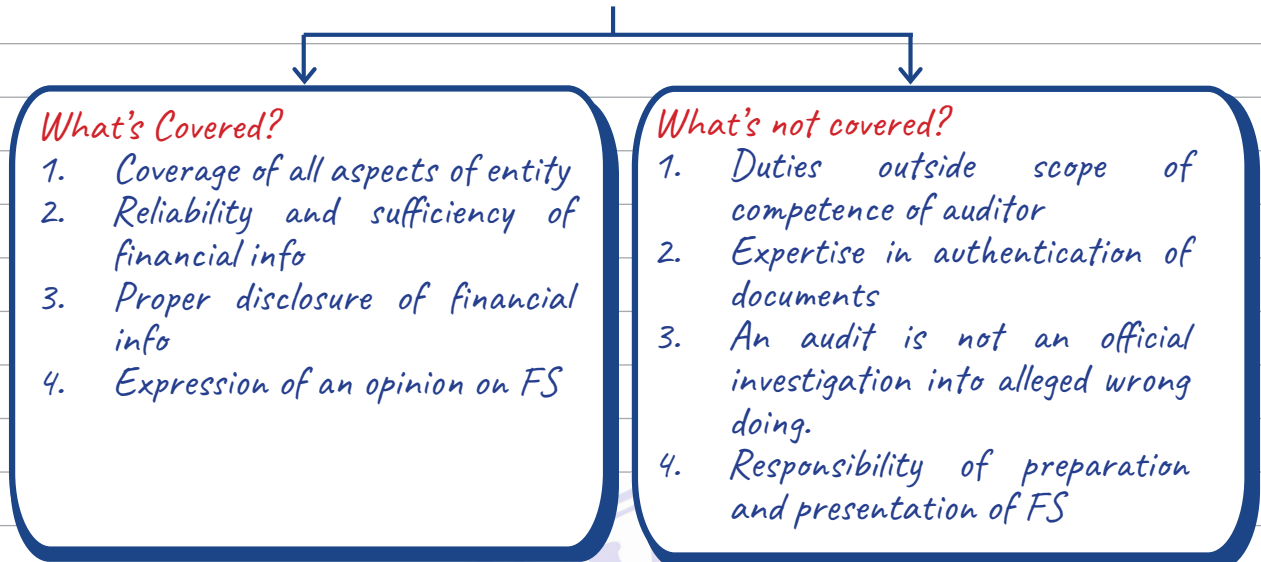 What's Covered?
1. Coverage of all aspects of entity
2. Reliability and sufficiency of
financial info
3. Proper disclosure of financial
info
4. Expression of an opinion on FS
What's not covered?
1. Duties outside scope of
competence of auditor
2. Expertise in authentication of
documents
3. An audit is not an official
investigation into alleged wrong
doing.
4. Responsibility of preparation
and presentation of FS